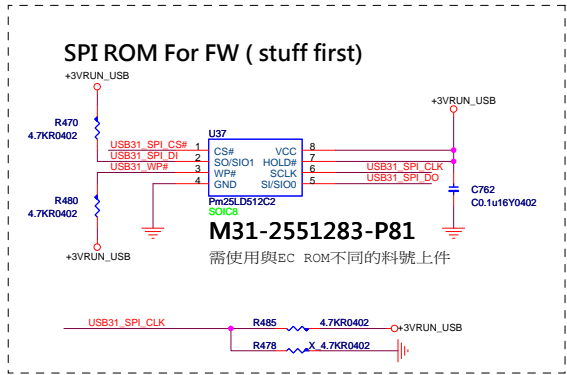 SPI ROM For FW ( stuff first)
+3VRUN_USB
+3VRUN_USB
R470
4.7KR0402
U37
USB31_SPI_CS# 1 CS# VCC 8
USB31_SPI_DI 2 SO/SIO1 HOLD# 7
USB31_WP# 3 WP# SCLK 6 USB31_SPI_CLK
4 GND SI/SIO0 5 USB31_SPI_DO
Pm25LD512C2
SOIC8
R480
4.7KR0402
C762
C0.1u16Y0402
M31-2551283-P81
+3VRUN_USB
需使用與EC ROM不同的料號上件
USB31_SPI_CLK R485 4.7KR0402 +3VRUN_USB
R478 X_4.7KR0402